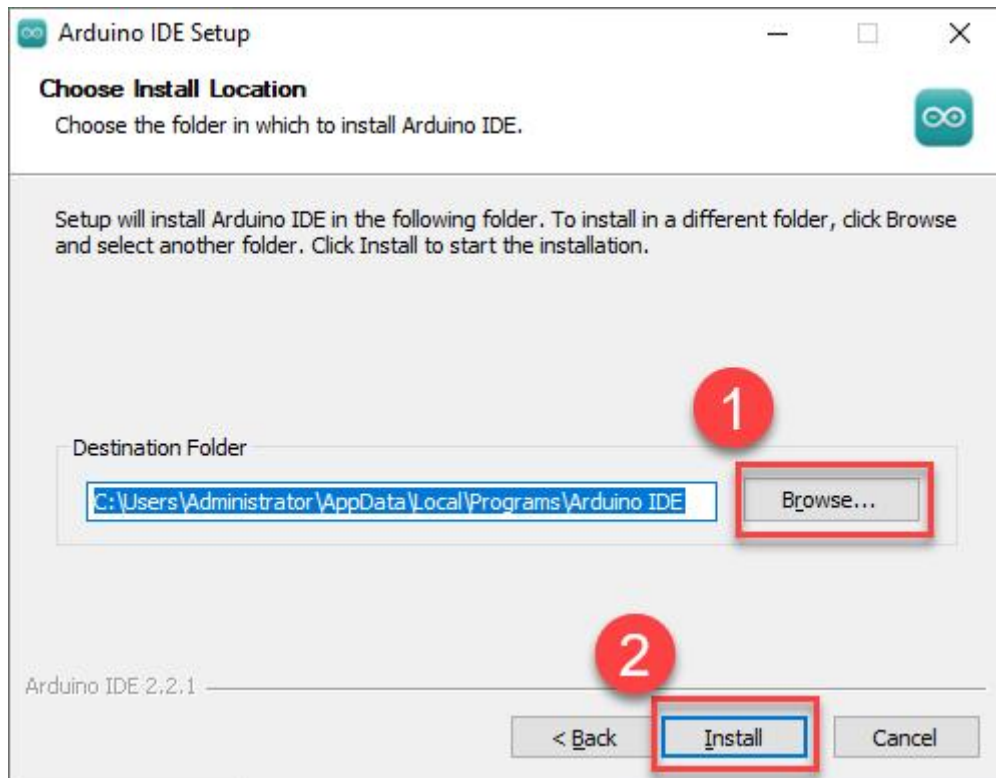 Arduino IDE Setup
Choose Install Location
Choose the folder in which to install Arduino IDE.
Setup will install Arduino IDE in the following folder. To install in a different folder, click Browse
and select another folder. Click Install to start the installation.
1
Destination Folder
C:\Users\Administrator\AppData\Local\Programs\Arduino IDE
Browse...
2
Arduino IDE 2.2.1
< Back
Install
Cancel